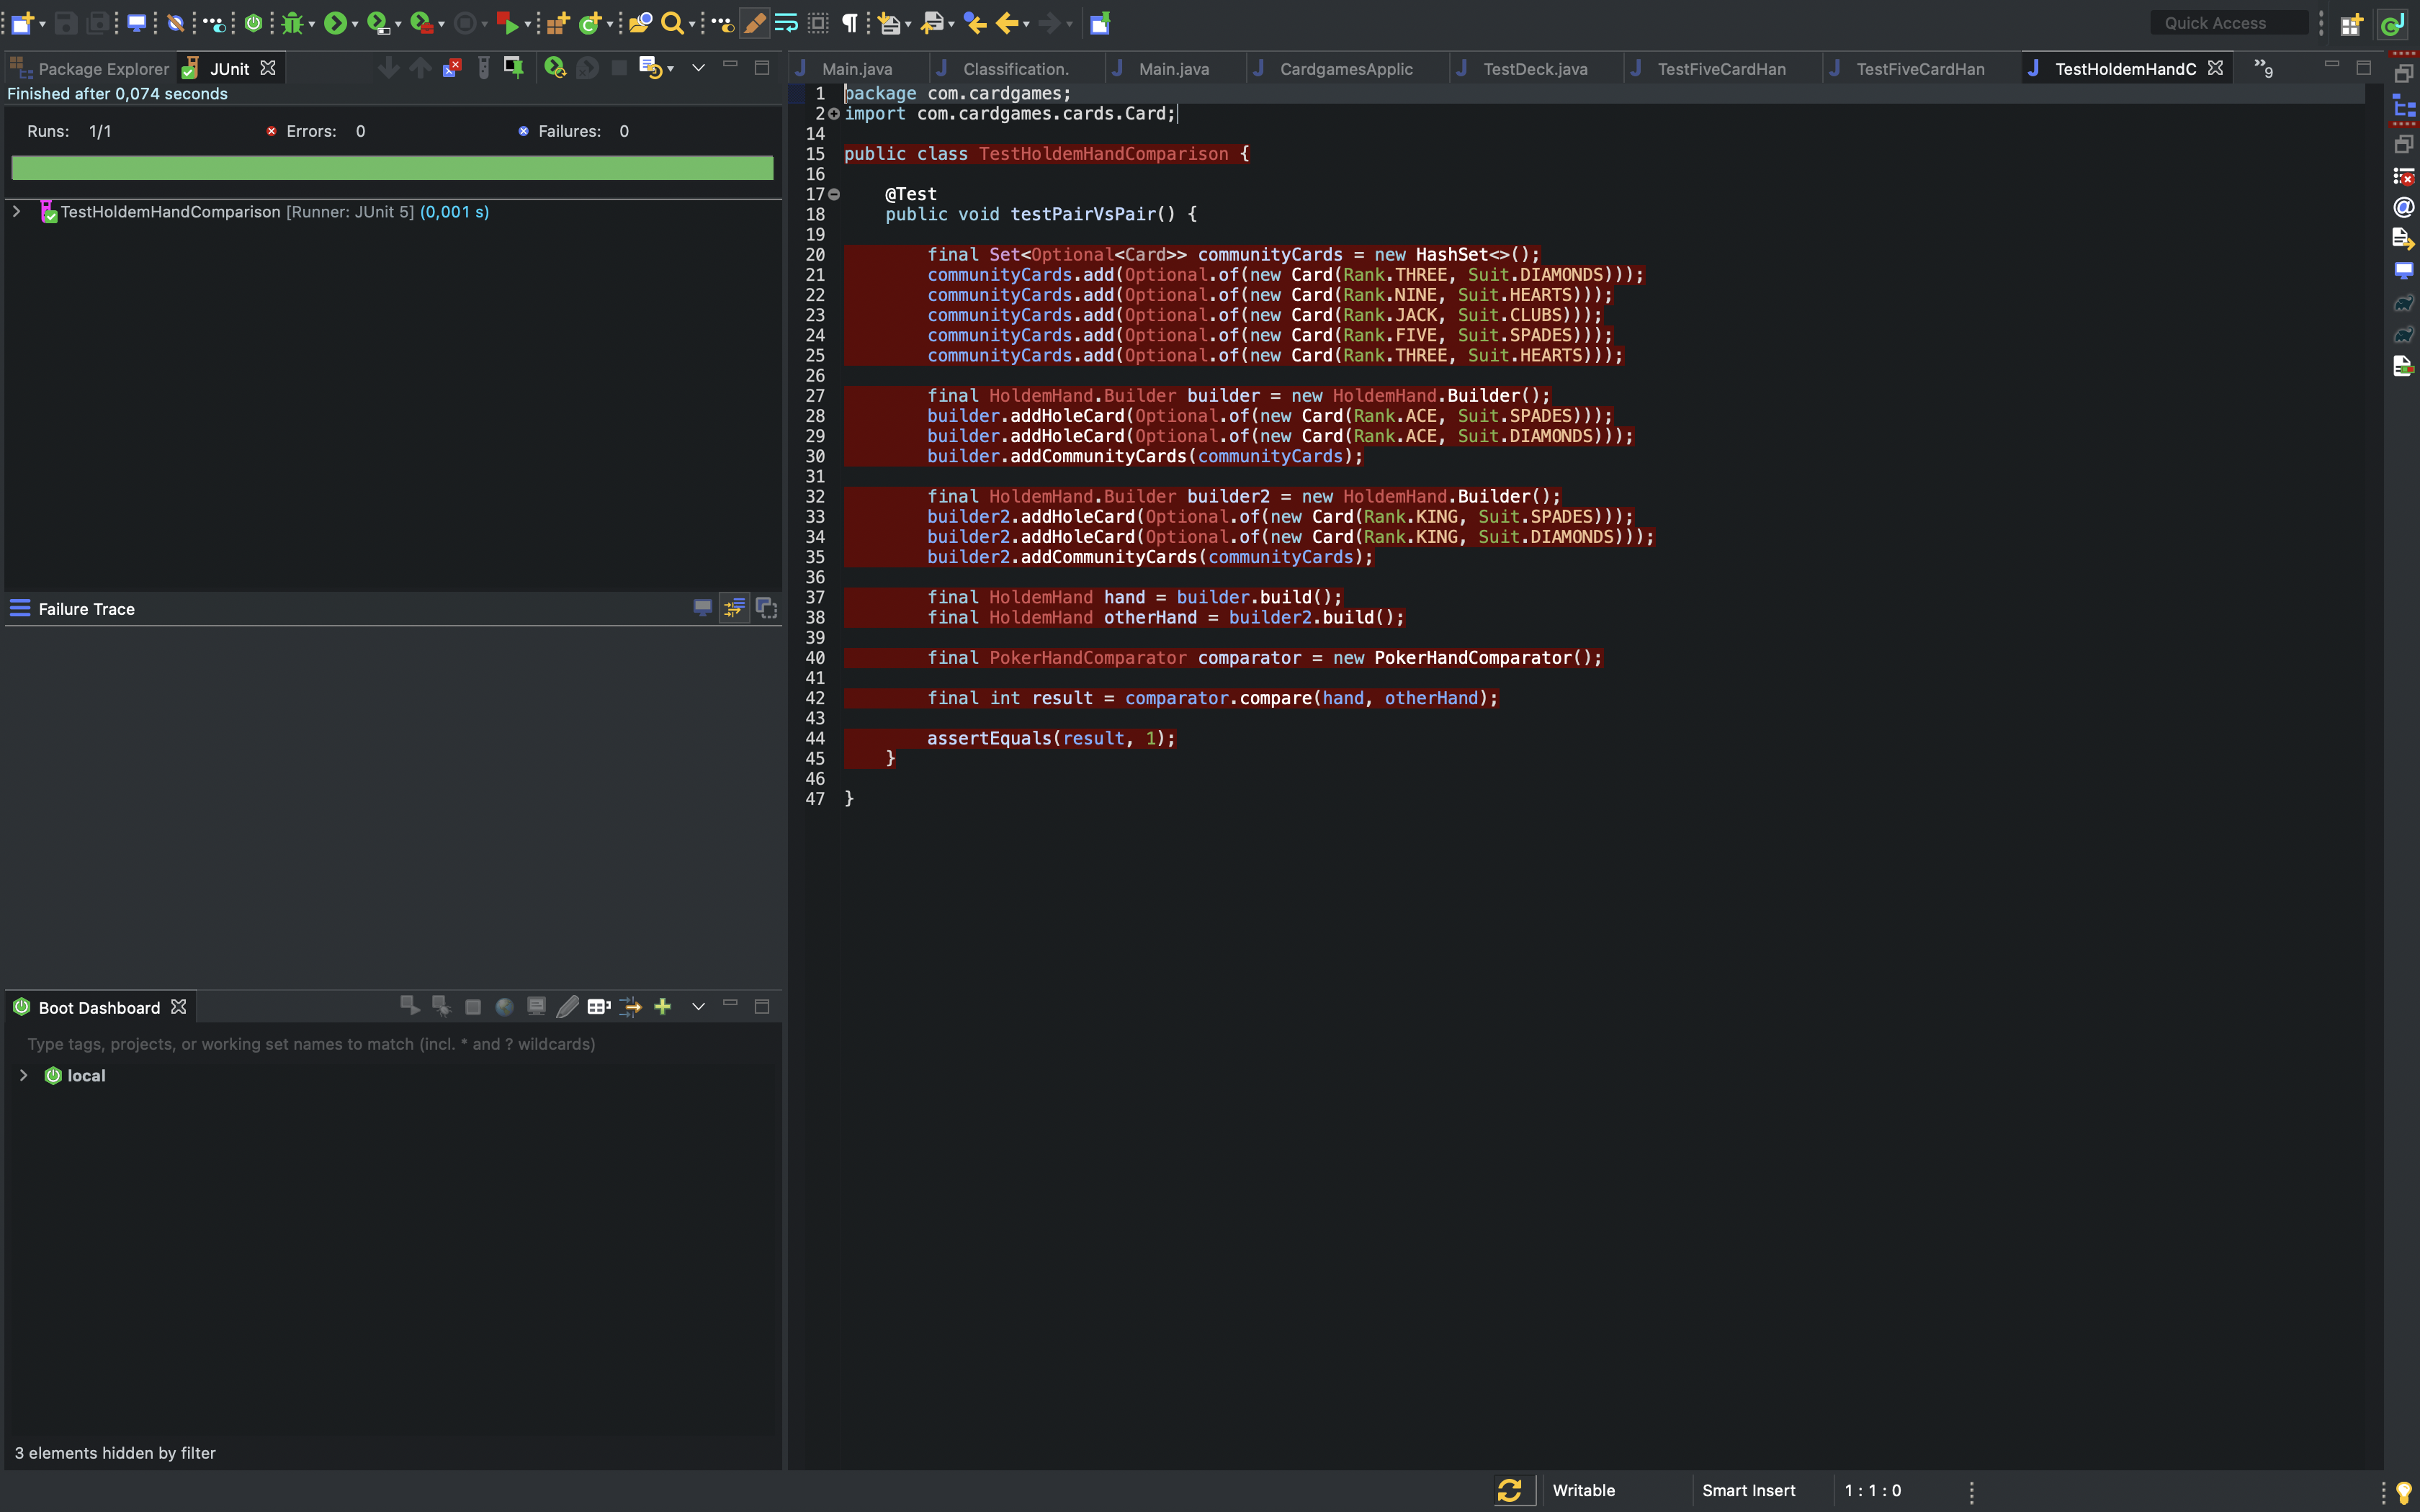 Quick Access
Package Explorer
JUnit
Finished after 0,074 seconds
Runs: 1/1
Errors: 0
Failures: 0
TestHoldemHandComparison [Runner: JUnit 5] (0,001 s)
Failure Trace
Boot Dashboard
Type tags, projects, or working set names to match (incl. * and ? wildcards)
local
3 elements hidden by filter
Main.java
Classification.
Main.java
CardgamesApplic
TestDeck.java
TestFiveCardHan
TestFiveCardHan
TestHoldemHandC
»9
1 package com.cardgames;
2 import com.cardgames.cards.Card;
14
15 public class TestHoldemHandComparison {
16
17 @Test
18 public void testPairVsPair() {
19
20 final Set<Optional<Card>> communityCards = new HashSet<>();
21 communityCards.add(Optional.of(new Card(Rank.THREE, Suit.DIAMONDS)));
22 communityCards.add(Optional.of(new Card(Rank.NINE, Suit.HEARTS)));
23 communityCards.add(Optional.of(new Card(Rank.JACK, Suit.CLUBS)));
24 communityCards.add(Optional.of(new Card(Rank.FIVE, Suit.SPADES)));
25 communityCards.add(Optional.of(new Card(Rank.THREE, Suit.HEARTS)));
26
27 final HoldemHand.Builder builder = new HoldemHand.Builder();
28 builder.addHoleCard(Optional.of(new Card(Rank.ACE, Suit.SPADES)));
29 builder.addHoleCard(Optional.of(new Card(Rank.ACE, Suit.DIAMONDS)));
30 builder.addCommunityCards(communityCards);
31
32 final HoldemHand.Builder builder2 = new HoldemHand.Builder();
33 builder2.addHoleCard(Optional.of(new Card(Rank.KING, Suit.SPADES)));
34 builder2.addHoleCard(Optional.of(new Card(Rank.KING, Suit.DIAMONDS)));
35 builder2.addCommunityCards(communityCards);
36
37 final HoldemHand hand = builder.build();
38 final HoldemHand otherHand = builder2.build();
39
40 final PokerHandComparator comparator = new PokerHandComparator();
41
42 final int result = comparator.compare(hand, otherHand);
43
44 assertEquals(result, 1);
45 }
46
47 }
Writable
Smart Insert
1 : 1 : 0